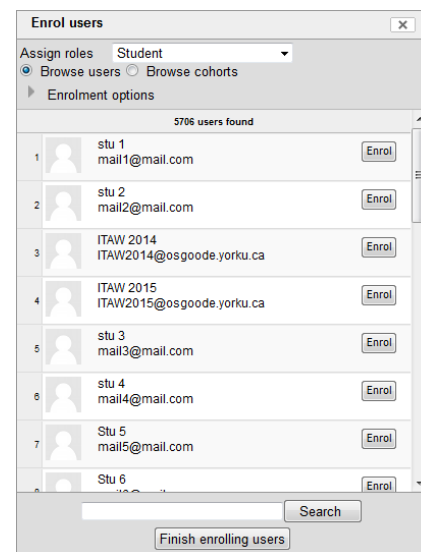 Enrol users
Assign roles Student
Browse users Browse cohorts
Enrolment options
5706 users found
1 stu 1 Enrol
mail1@mail.com
2 stu 2 Enrol
mail2@mail.com
3 ITAW 2014 Enrol
ITAW2014@osgoode.yorku.ca
4 ITAW 2015 Enrol
ITAW2015@osgoode.yorku.ca
5 stu 3 Enrol
mail3@mail.com
6 stu 4 Enrol
mail4@mail.com
7 Stu 5 Enrol
mail5@mail.com
Stu 6 Enrol
Search
Finish enrolling users